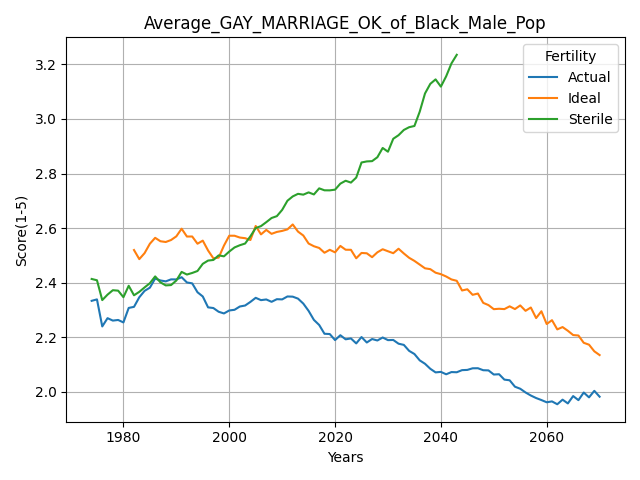 Average_GAY_MARRIAGE_OK_of_Black_Male_Pop
Fertility
Actual
Ideal
Sterile
Score(1-5)
3.2
3.0
2.8
2.6
2.4
2.2
2.0
1980
2000
2020
2040
2060
Years